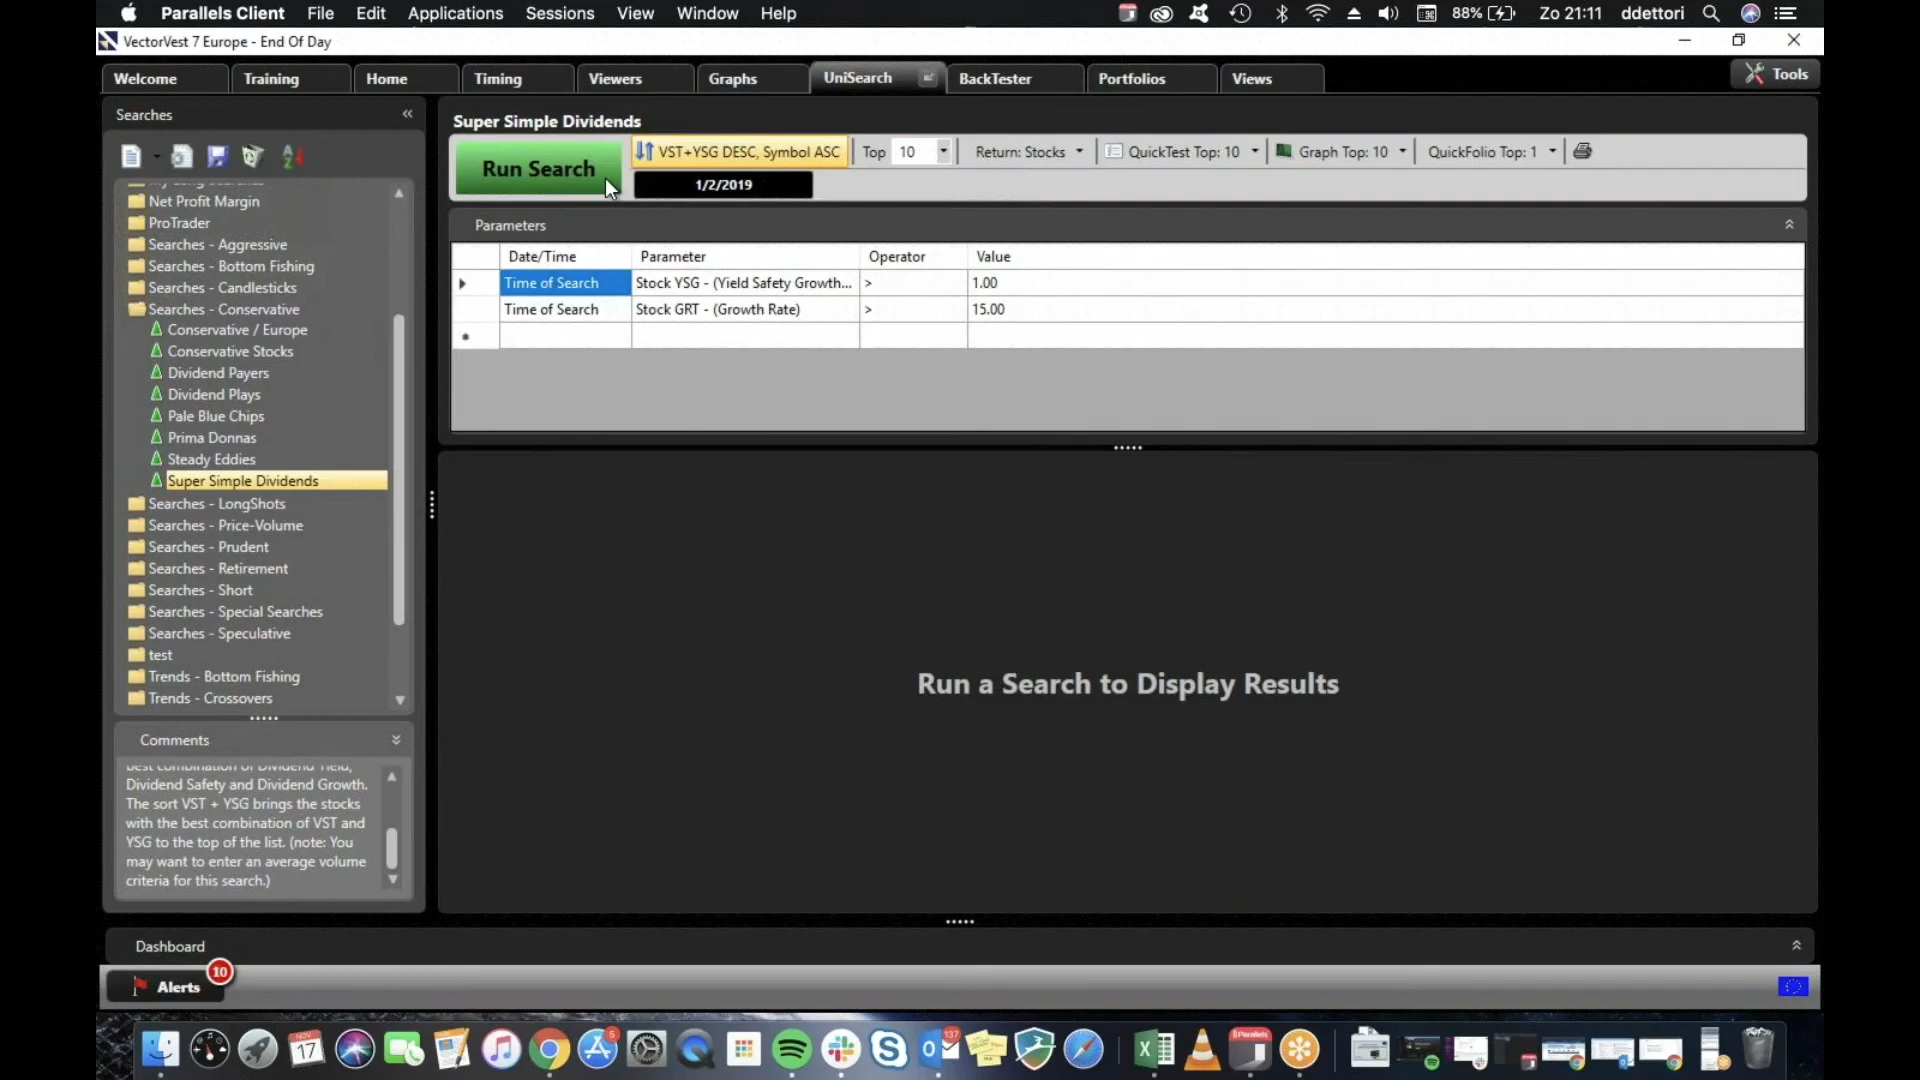 Parallels Client File Edit Applications Sessions View Window Help
88% Zo 21:11 ddettori
VectorVest 7 Europe - End Of Day
Welcome Training Home Timing Viewers Graphs UniSearch BackTester Portfolios Views Tools
Searches
Net Profit Margin
ProTrader
Searches - Aggressive
Searches - Bottom Fishing
Searches - Candlesticks
Searches - Conservative
Conservative / Europe
Conservative Stocks
Dividend Payers
Dividend Plays
Pale Blue Chips
Prima Donnas
Steady Eddies
Super Simple Dividends
Searches - LongShots
Searches - Price-Volume
Searches - Prudent
Searches - Retirement
Searches - Short
Searches - Special Searches
Searches - Speculative
test
Trends - Bottom Fishing
Trends - Crossovers
Comments
Dividend Safety and Dividend Growth.
The sort VST + YSG brings the stocks
with the best combination of VST and
YSG to the top of the list. (note: You
may want to enter an average volume
criteria for this search.)
Super Simple Dividends
Run Search
VST+YSG DESC, Symbol ASC Top 10 Return: Stocks QuickTest Top: 10 Graph Top: 10 QuickFolio Top: 1
1/2/2019
Parameters
Date/Time Parameter Operator Value
Time of Search Stock YSG - (Yield Safety Growth... > 1.00
Time of Search Stock GRT - (Growth Rate) > 15.00
Run a Search to Display Results
Dashboard
Alerts 10
NOV
17
5
137
Parallels